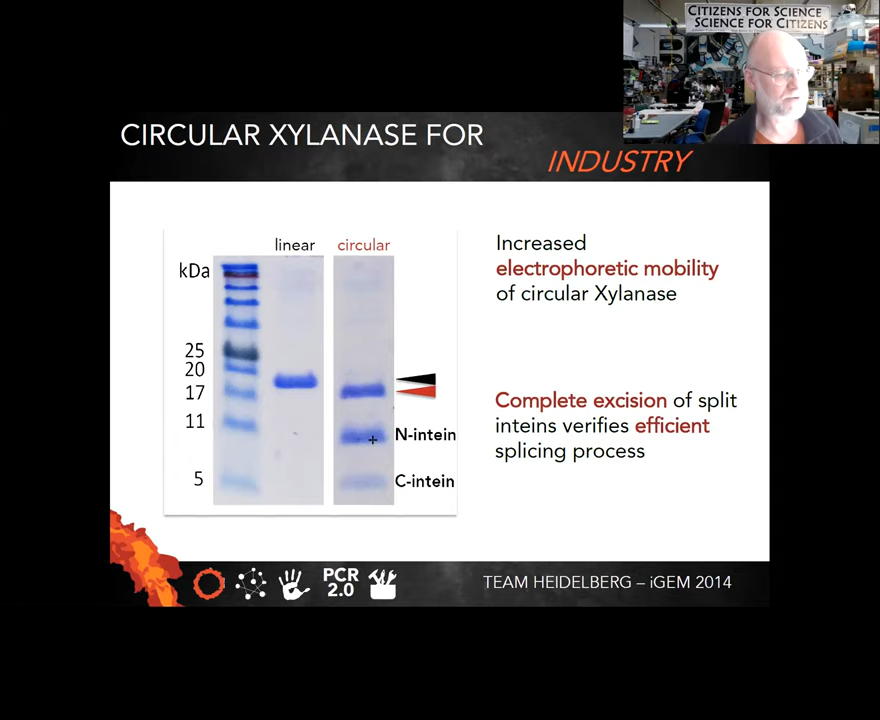 CITIZENS FOR SCIENCE
SCIENCE FOR CITIZENS
CIRCULAR XYLANASE FOR
INDUSTRY
linear circular
kDa
25
20
17
11
5
N-intein
C-intein
Increased
electrophoretic mobility
of circular Xylanase
Complete excision of split
inteins verifies efficient
splicing process
PCR
2.0
TEAM HEIDELBERG – iGEM 2014